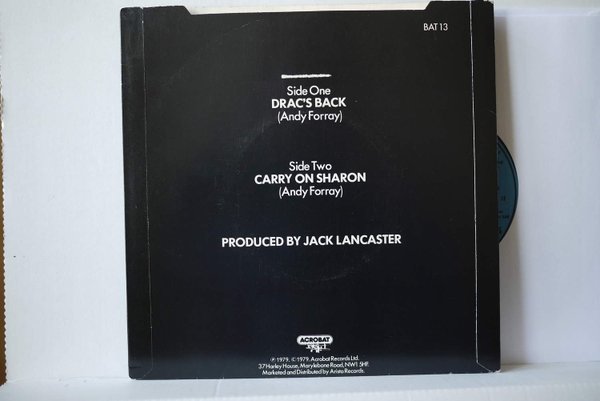 BAT 13
Side One
DRAC'S BACK
(Andy Forray)
Side Two
CARRY ON SHARON
(Andy Forray)
PRODUCED BY JACK LANCASTER
ACROBAT
℗ 1979, © 1979, Acrobat Records Ltd.
37 Harley House, Marylebone Road, NW1 5HF.
Marketed and Distributed by Arista Records.